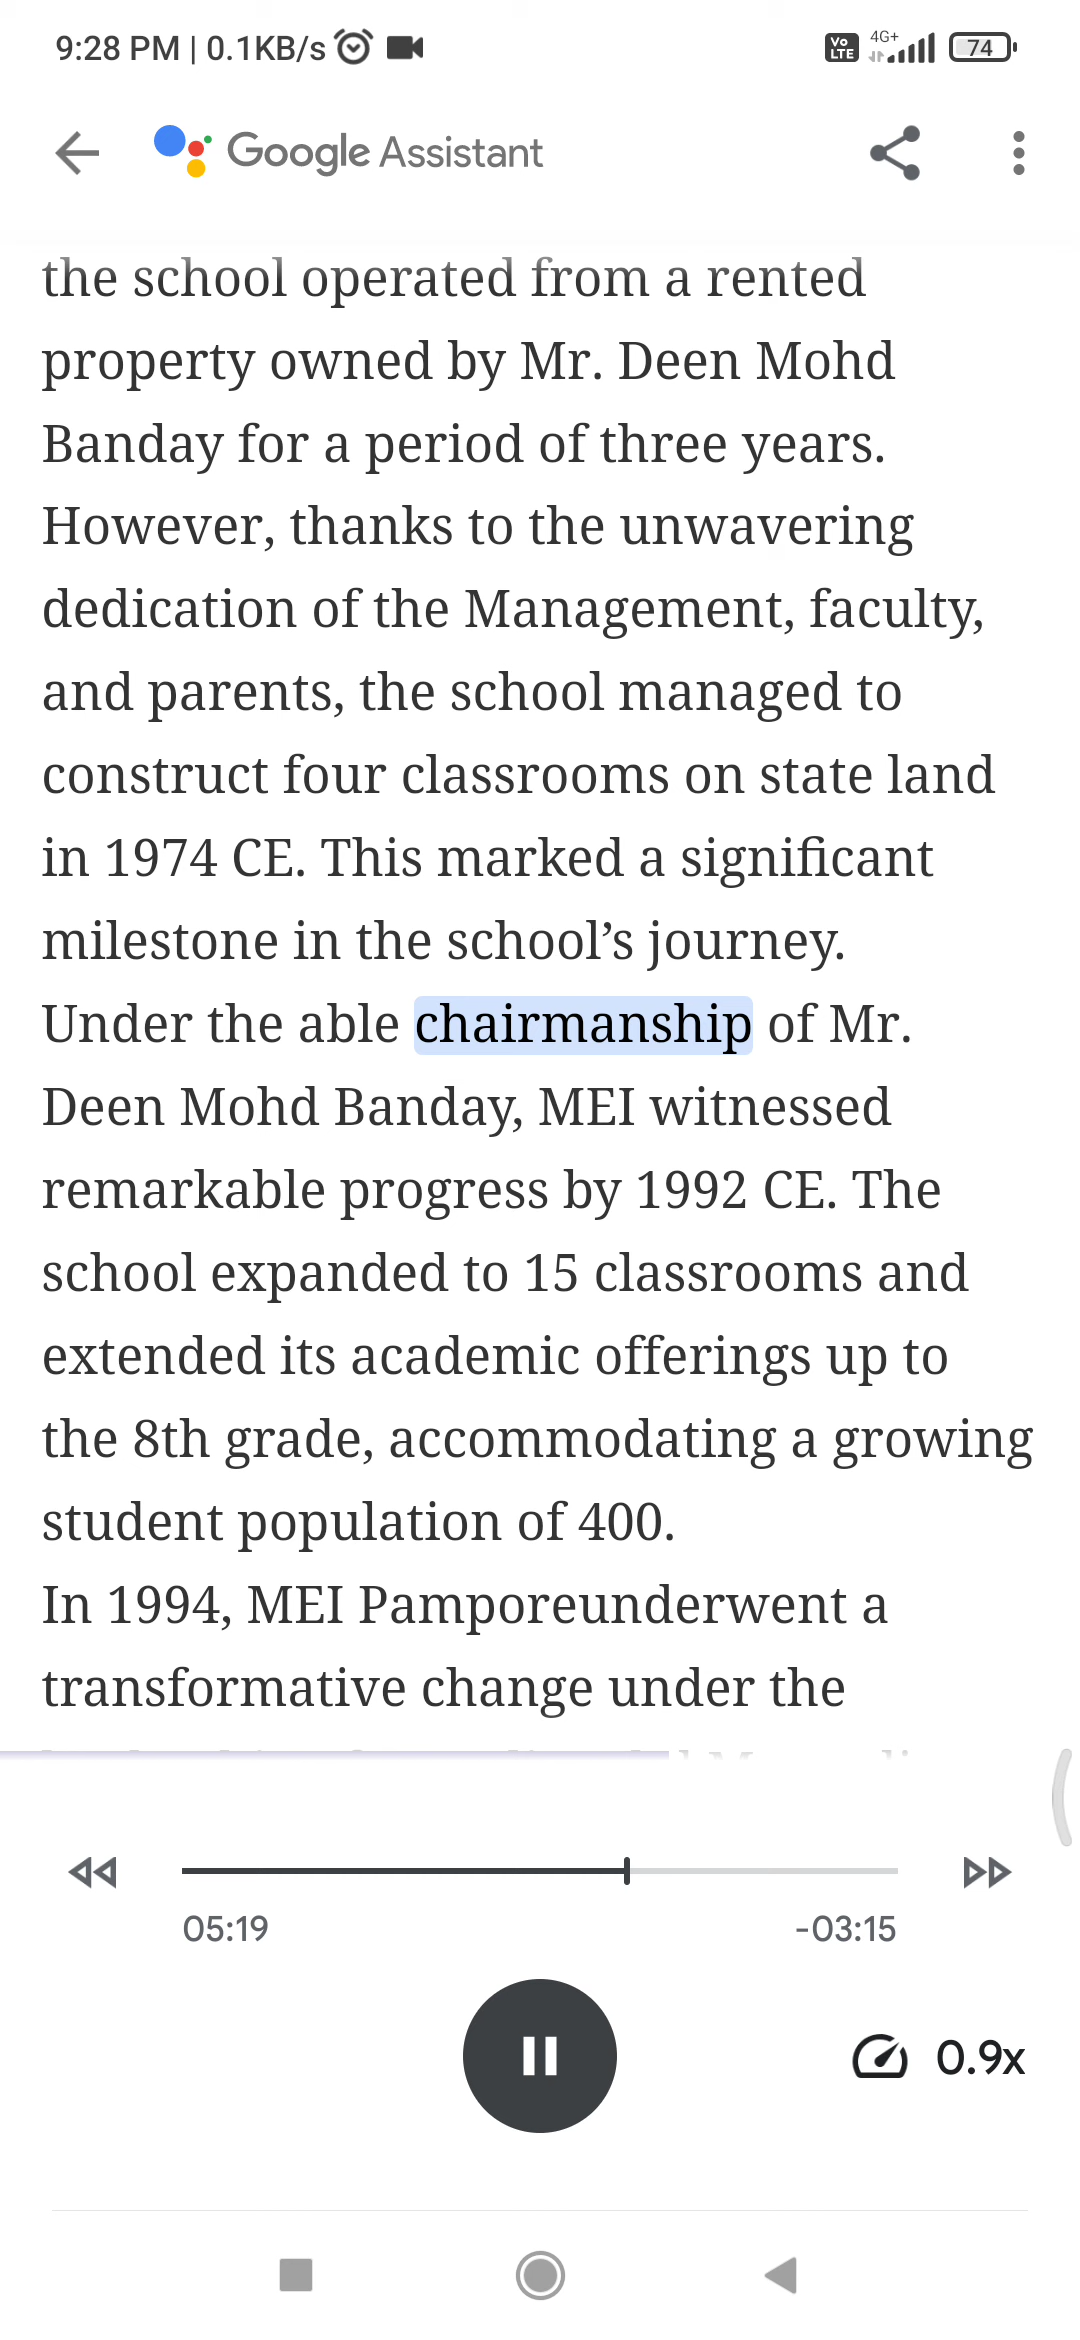 9:28 PM | 0.1KB/s
Vo LTE 4G+ 74
Google Assistant
the school operated from a rented
property owned by Mr. Deen Mohd
Banday for a period of three years.
However, thanks to the unwavering
dedication of the Management, faculty,
and parents, the school managed to
construct four classrooms on state land
in 1974 CE. This marked a significant
milestone in the school’s journey.
Under the able chairmanship of Mr.
Deen Mohd Banday, MEI witnessed
remarkable progress by 1992 CE. The
school expanded to 15 classrooms and
extended its academic offerings up to
the 8th grade, accommodating a growing
student population of 400.
In 1994, MEI Pamporeunderwent a
transformative change under the
05:19 -03:15
0.9x